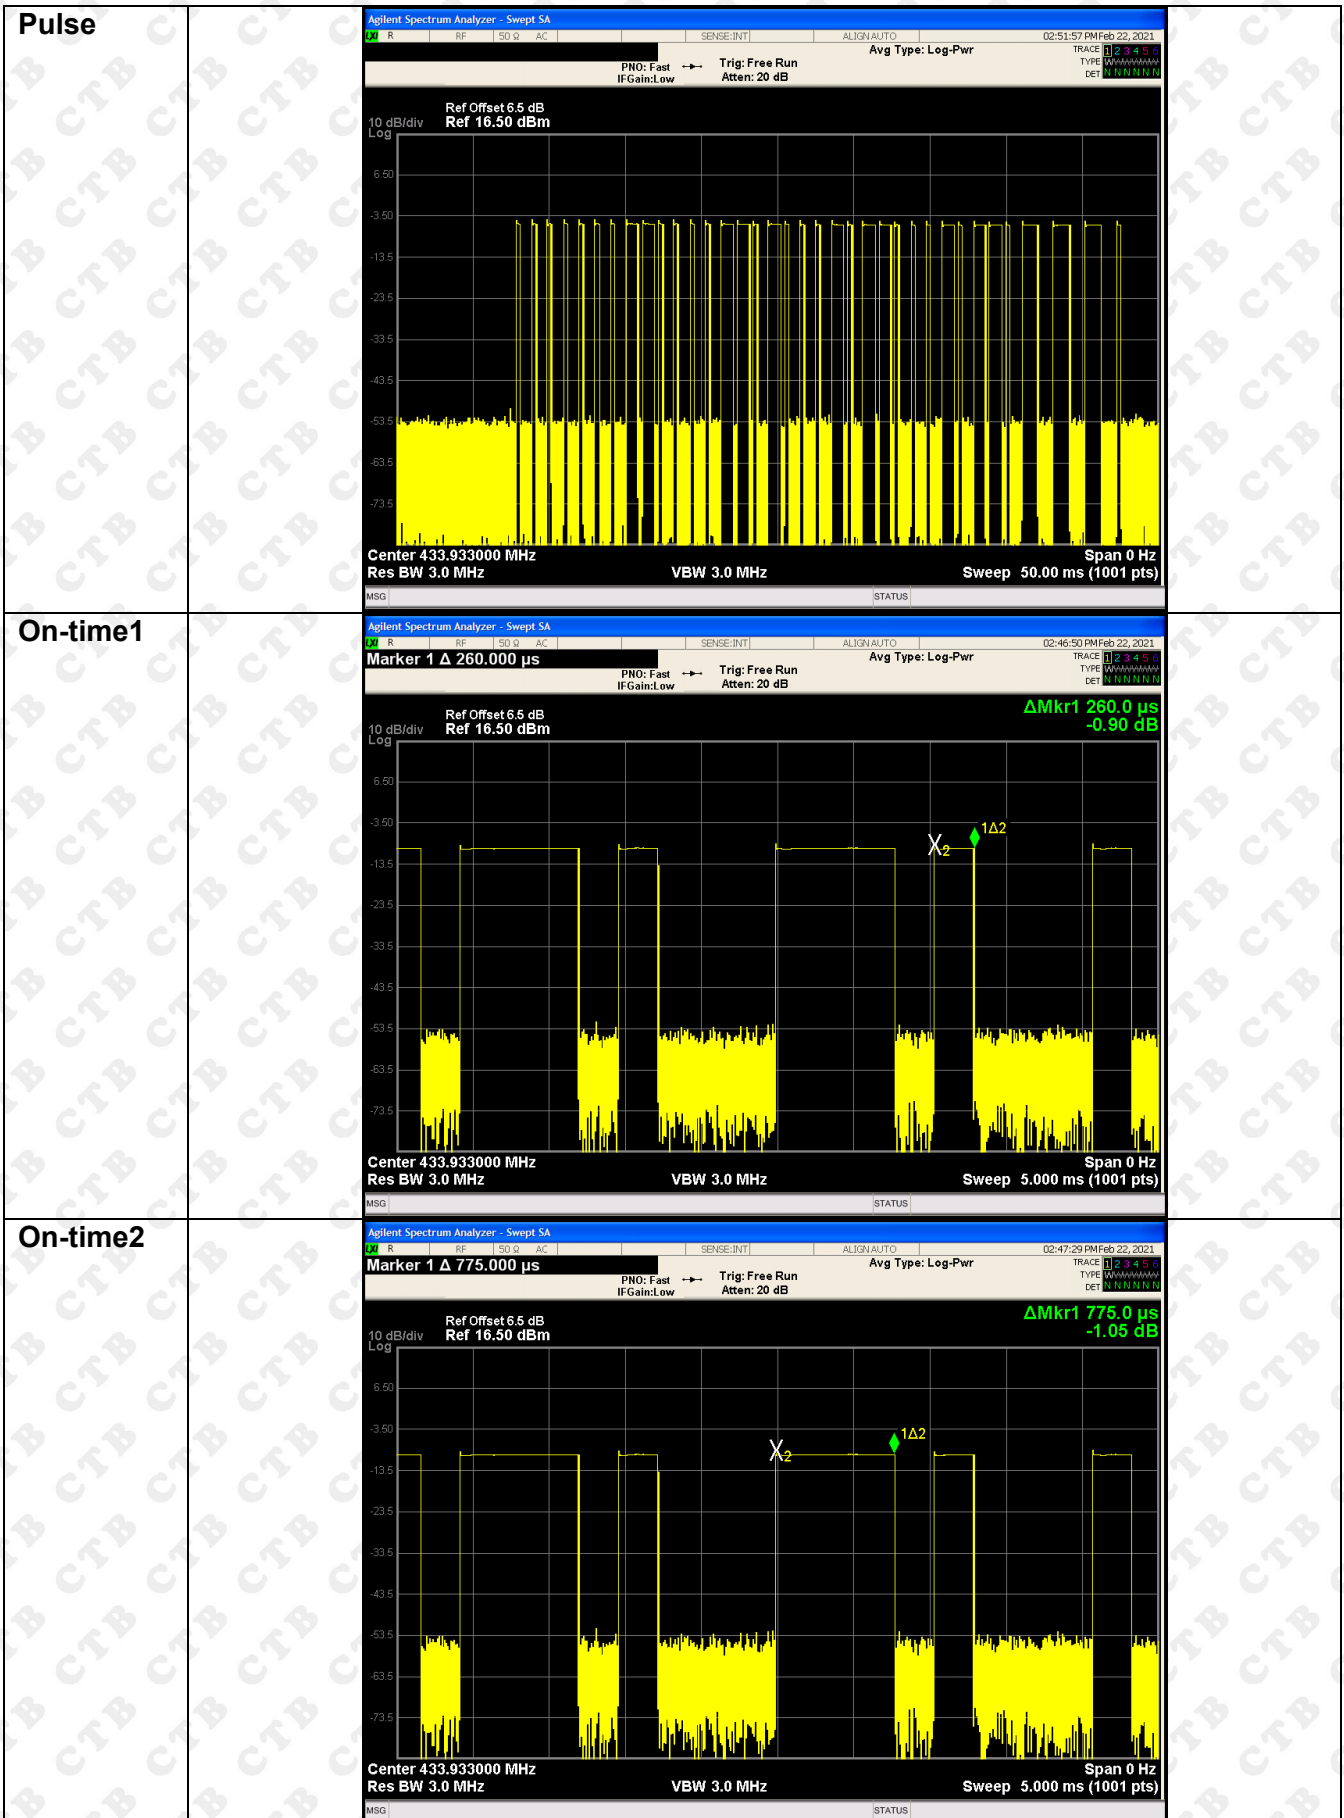 Pulse
Agilent Spectrum Analyzer - Swept SA
LXI R RF 50 Ω AC SENSE:INT ALIGN AUTO 02:51:57 PM Feb 22, 2021
Avg Type: Log-Pwr TRACE 1 2 3 4 5 6
PNO: Fast Trig: Free Run TYPE WWWWWW
IFGain:Low Atten: 20 dB DET N N N N N N
Ref Offset 6.5 dB
10 dB/div Ref 16.50 dBm
Log
6.50
-3.50
-13.5
-23.5
-33.5
-43.5
-53.5
-63.5
-73.5
Center 433.933000 MHz Span 0 Hz
Res BW 3.0 MHz VBW 3.0 MHz Sweep 50.00 ms (1001 pts)
MSG STATUS
On-time1
Agilent Spectrum Analyzer - Swept SA
LXI R RF 50 Ω AC SENSE:INT ALIGN AUTO 02:46:50 PM Feb 22, 2021
Marker 1 Δ 260.000 µs Avg Type: Log-Pwr TRACE 1 2 3 4 5 6
PNO: Fast Trig: Free Run TYPE WWWWWW
IFGain:Low Atten: 20 dB DET N N N N N N
ΔMkr1 260.0 µs
-0.90 dB
Ref Offset 6.5 dB
10 dB/div Ref 16.50 dBm
Log
6.50
-3.50
1Δ2
X2
-13.5
-23.5
-33.5
-43.5
-53.5
-63.5
-73.5
Center 433.933000 MHz Span 0 Hz
Res BW 3.0 MHz VBW 3.0 MHz Sweep 5.000 ms (1001 pts)
MSG STATUS
On-time2
Agilent Spectrum Analyzer - Swept SA
LXI R RF 50 Ω AC SENSE:INT ALIGN AUTO 02:47:29 PM Feb 22, 2021
Marker 1 Δ 775.000 µs Avg Type: Log-Pwr TRACE 1 2 3 4 5 6
PNO: Fast Trig: Free Run TYPE WWWWWW
IFGain:Low Atten: 20 dB DET N N N N N N
ΔMkr1 775.0 µs
-1.05 dB
Ref Offset 6.5 dB
10 dB/div Ref 16.50 dBm
Log
6.50
-3.50
1Δ2
X2
-13.5
-23.5
-33.5
-43.5
-53.5
-63.5
-73.5
Center 433.933000 MHz Span 0 Hz
Res BW 3.0 MHz VBW 3.0 MHz Sweep 5.000 ms (1001 pts)
MSG STATUS
CTB